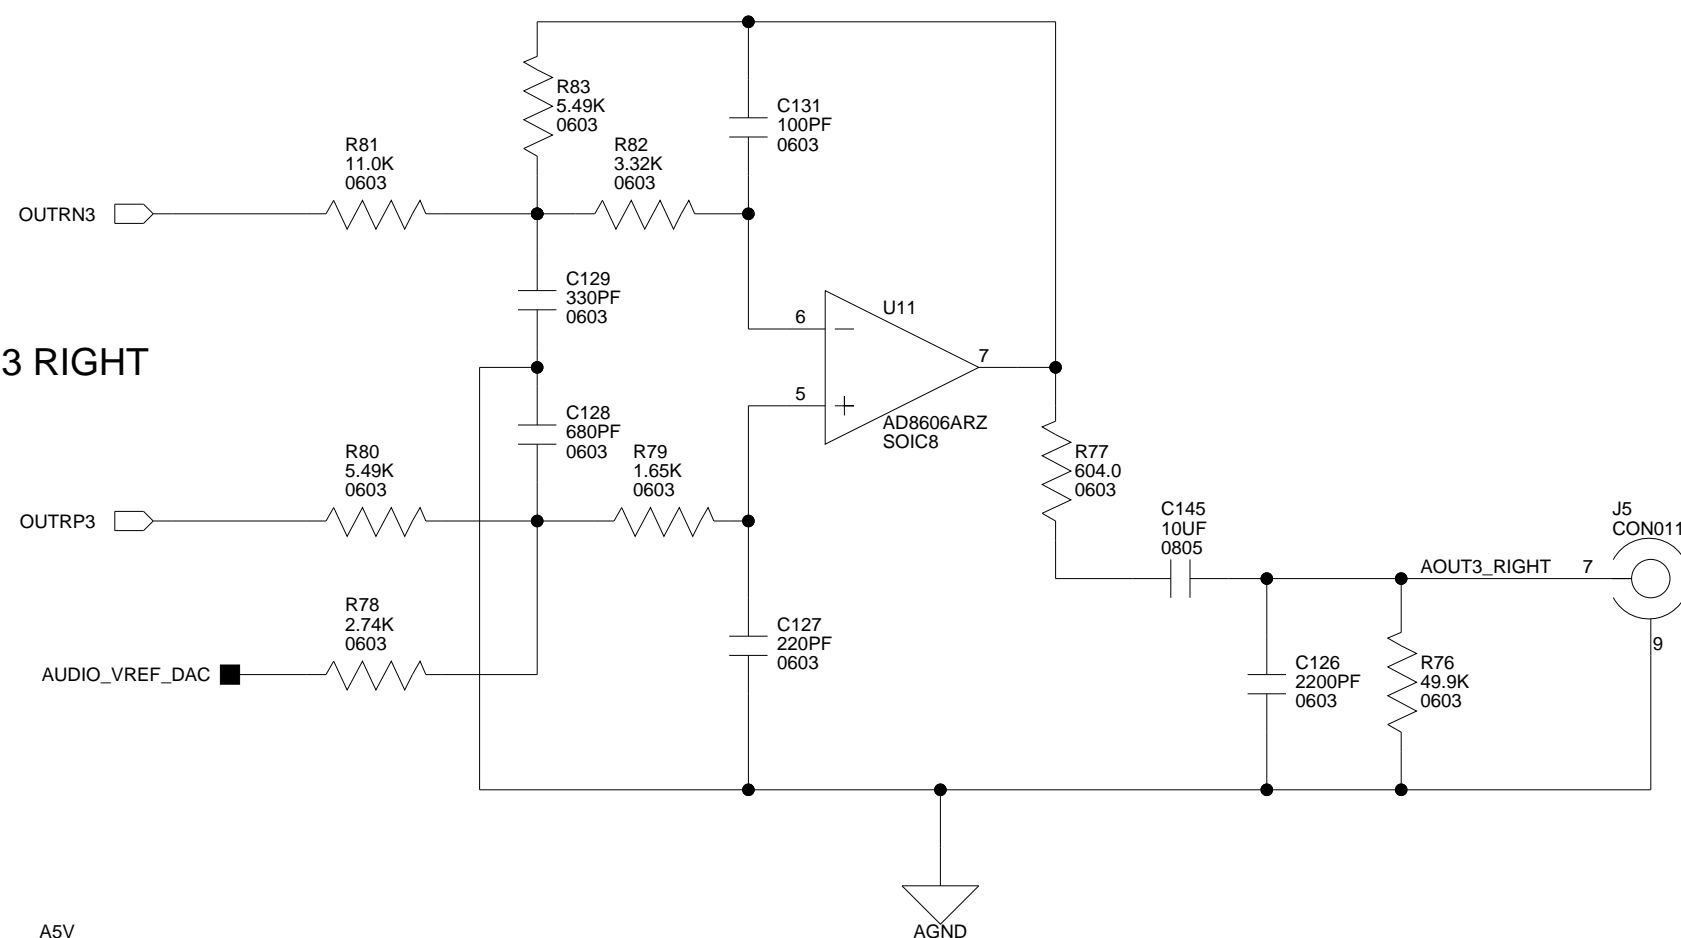 R83
5.49K
0603
C131
100PF
0603
R81
11.0K
0603
R82
3.32K
0603
OUTRN3
C129
330PF
0603
6
U11
3 RIGHT
7
5
AD8606ARZ
SOIC8
C128
680PF
0603
R80
5.49K
0603
R79
1.65K
0603
R77
604.0
0603
OUTRP3
C145
10UF
0805
J5
CON011
AOUT3_RIGHT
7
R78
2.74K
0603
C127
220PF
0603
9
AUDIO_VREF_DAC
C126
2200PF
0603
R76
49.9K
0603
A5V
AGND